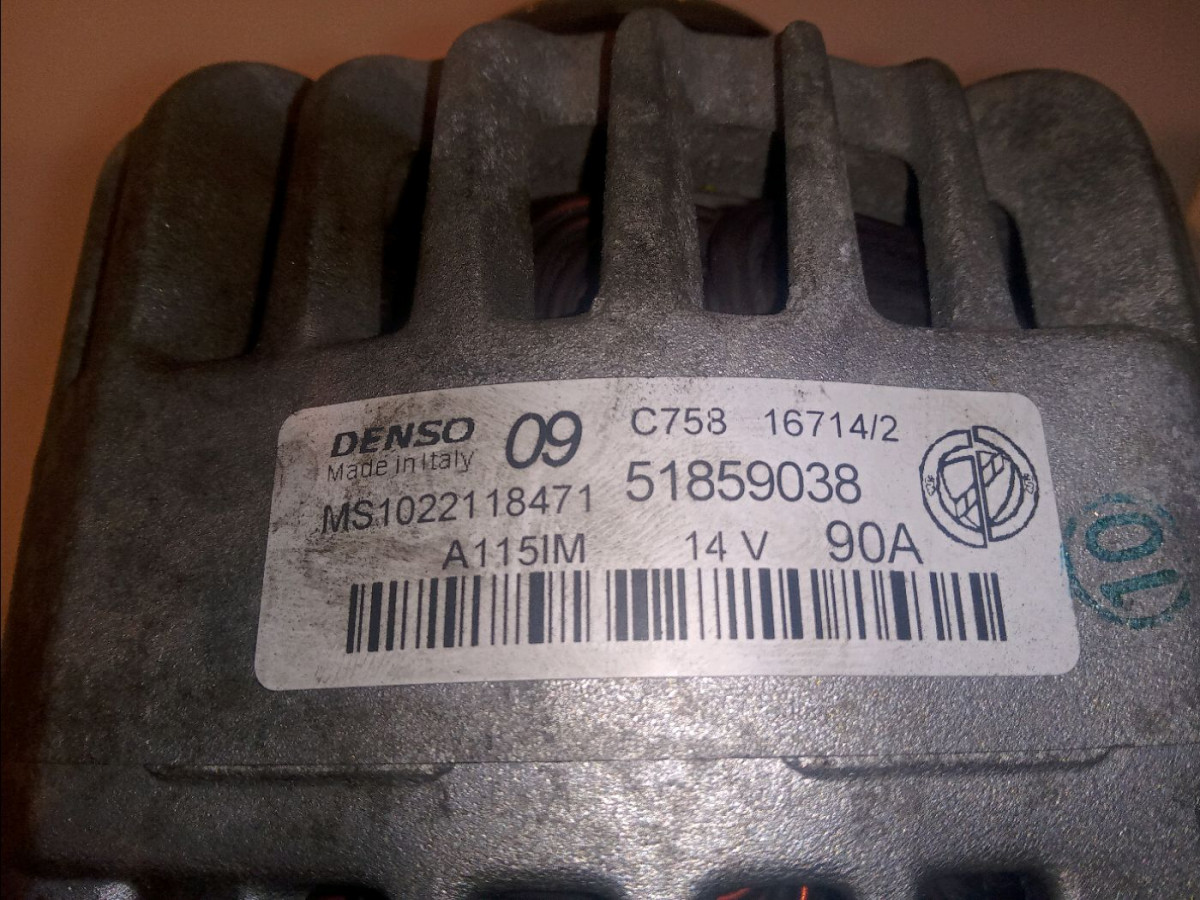 DENSO 09 C758 16714/2
Made in Italy
51859038
MS1022118471
A115IM 14 V 90A
10